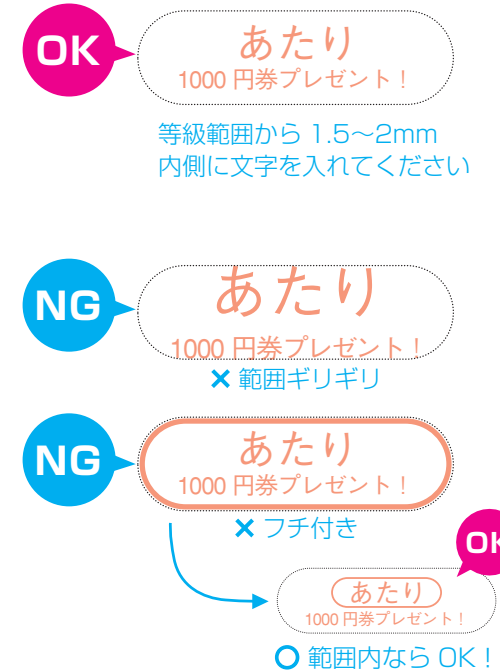 OK
あたり
1000 円券プレゼント！
等級範囲から 1.5〜2mm
内側に文字を入れてください
NG
あたり
1000 円券プレゼント！
× 範囲ギリギリ
NG
あたり
1000 円券プレゼント！
× フチ付き
OK
あたり
1000 円券プレゼント！
○ 範囲内なら OK！